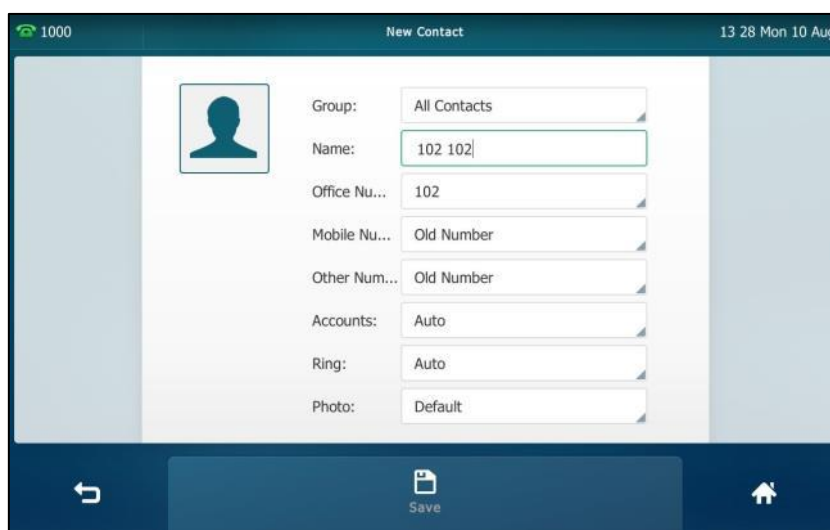 1000 New Contact 13 28 Mon 10 Aug
Group: All Contacts
Name: 102 102
Office Nu... 102
Mobile Nu... Old Number
Other Num... Old Number
Accounts: Auto
Ring: Auto
Photo: Default
Save